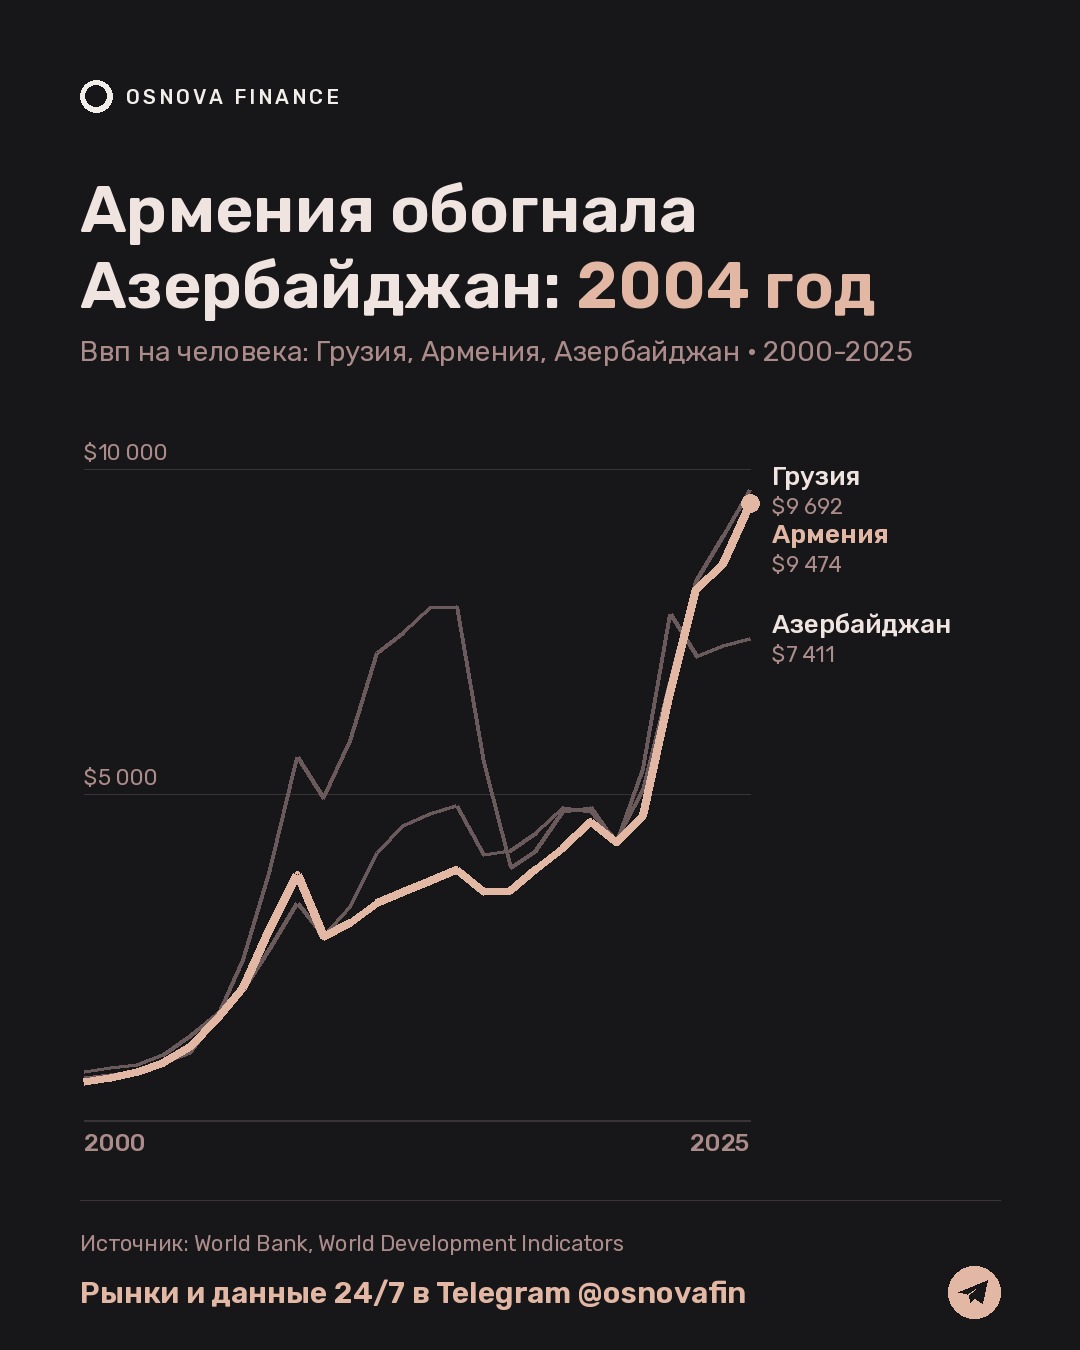 OSNOVA FINANCE
Армения обогнала
Азербайджан: 2004 год
Ввп на человека: Грузия, Армения, Азербайджан • 2000-2025
$10 000
Грузия
$9 692
Армения
$9 474
Азербайджан
$7 411
$5 000
2000
2025
Источник: World Bank, World Development Indicators
Рынки и данные 24/7 в Telegram @osnovafin